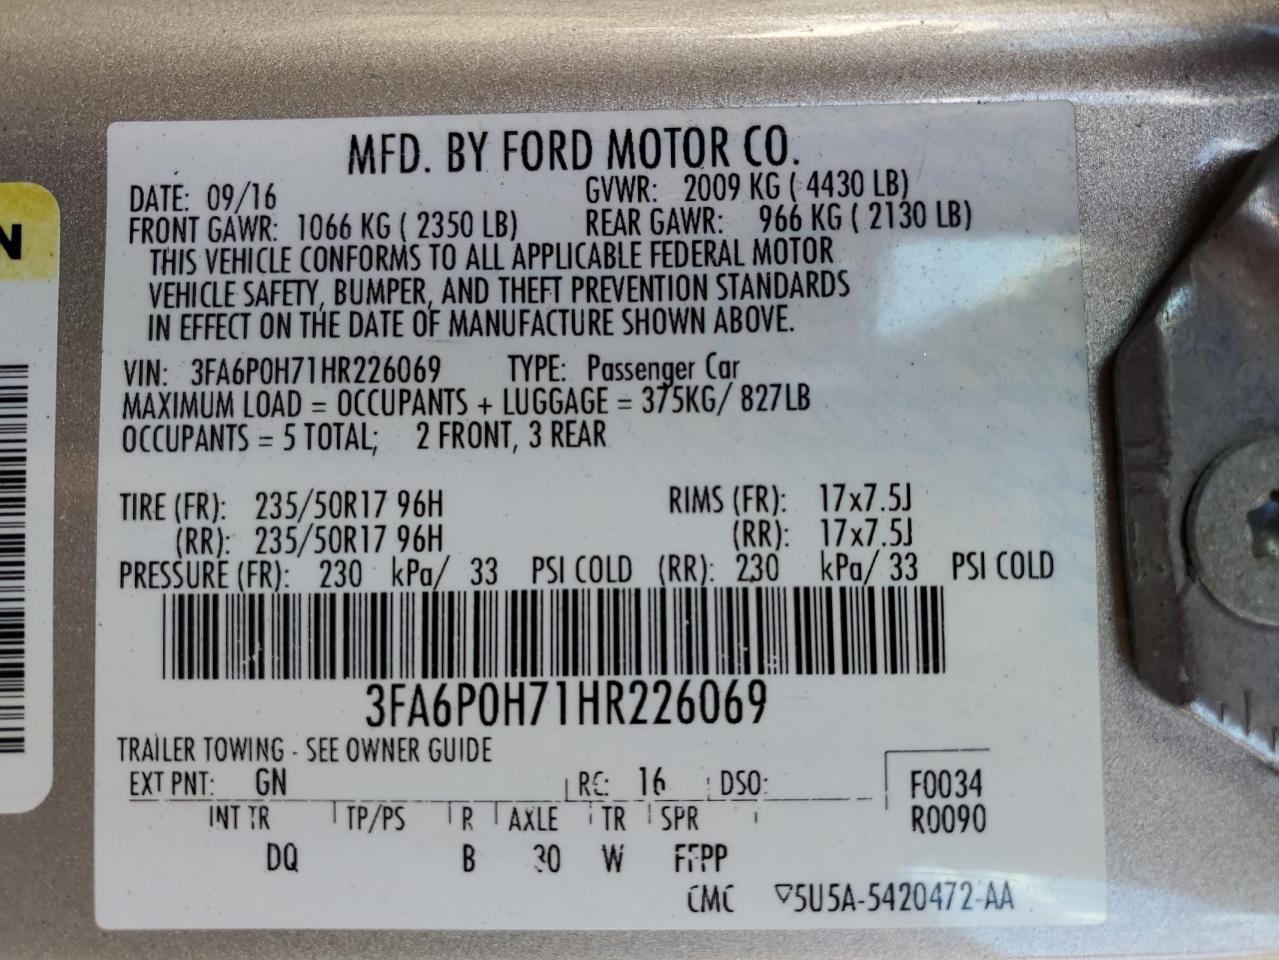 MFD. BY FORD MOTOR CO.
DATE: 09/16 GVWR: 2009 KG ( 4430 LB)
FRONT GAWR: 1066 KG ( 2350 LB) REAR GAWR: 966 KG ( 2130 LB)
THIS VEHICLE CONFORMS TO ALL APPLICABLE FEDERAL MOTOR
VEHICLE SAFETY, BUMPER, AND THEFT PREVENTION STANDARDS
IN EFFECT ON THE DATE OF MANUFACTURE SHOWN ABOVE.
VIN: 3FA6P0H71HR226069 TYPE: Passenger Car
MAXIMUM LOAD = OCCUPANTS + LUGGAGE = 375KG/ 827LB
OCCUPANTS = 5 TOTAL; 2 FRONT, 3 REAR
TIRE (FR): 235/50R17 96H RIMS (FR): 17x7.5J
(RR): 235/50R17 96H (RR): 17x7.5J
PRESSURE (FR): 230 kPa/ 33 PSI COLD (RR): 230 kPa/ 33 PSI COLD
3FA6P0H71HR226069
TRAILER TOWING - SEE OWNER GUIDE
EXT PNT: GN RC: 16 DSO: F0034
INT TR TP/PS R AXLE TR SPR R0090
DQ B 30 W FFPP
CMC ▽5U5A-5420472-AA
N